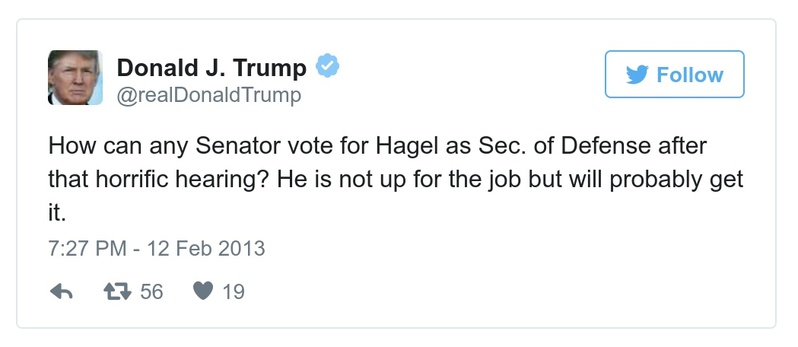 Donald J. Trump
@realDonaldTrump
Follow
How can any Senator vote for Hagel as Sec. of Defense after
that horrific hearing? He is not up for the job but will probably get
it.
7:27 PM - 12 Feb 2013
56 19